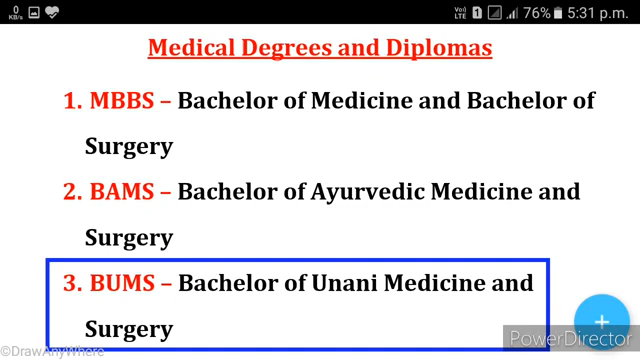 0 KB/s Vo) LTE 1 76% 5:31 p.m.
Medical Degrees and Diplomas
1. MBBS – Bachelor of Medicine and Bachelor of
Surgery
2. BAMS – Bachelor of Ayurvedic Medicine and
Surgery
3. BUMS – Bachelor of Unani Medicine and
Surgery
+
©DrawAnyWhere PowerDirector